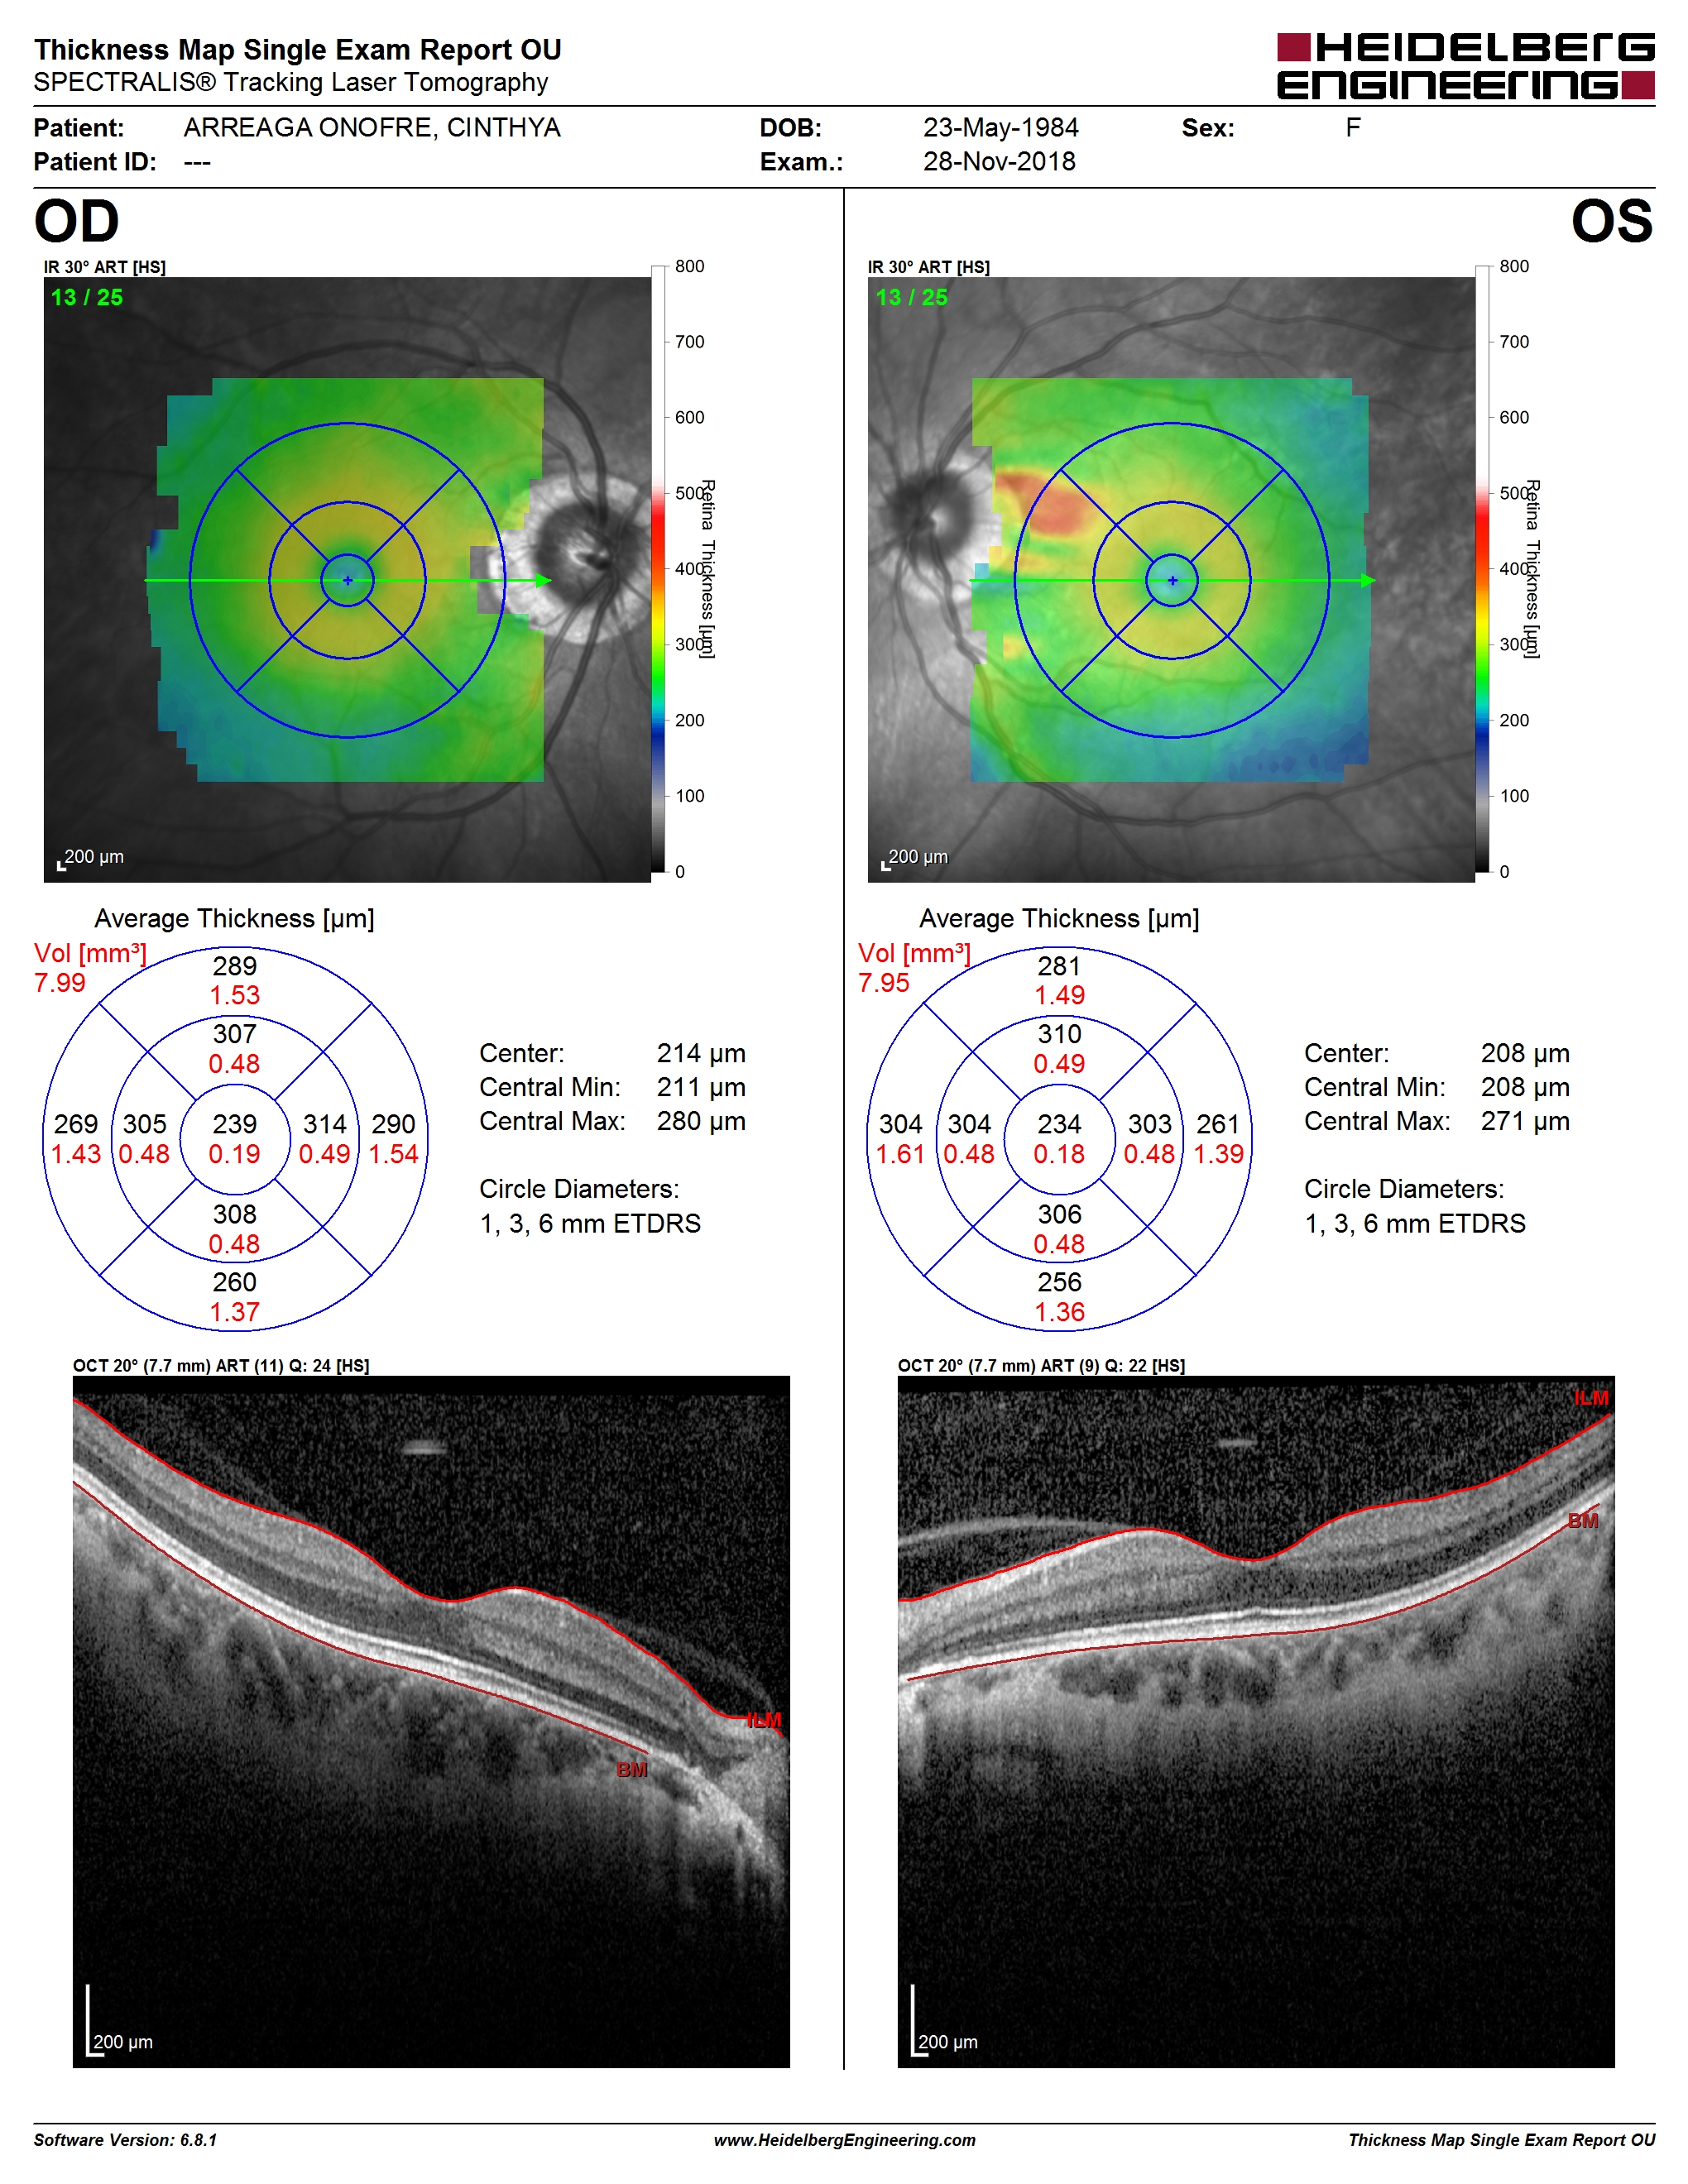 Thickness Map Single Exam Report OU
SPECTRALIS® Tracking Laser Tomography
HEIDELBERG
ENGINEERING
Patient: ARREAGA ONOFRE, CINTHYA DOB: 23-May-1984 Sex: F
Patient ID: --- Exam.: 28-Nov-2018
OD
IR 30° ART [HS]
13 / 25
200 µm
800
700
600
500
400
300
200
100
0
Retina Thickness [µm]
Average Thickness [µm]
Vol [mm³]
7.99
289
1.53
307
0.48
269 305 239 314 290
1.43 0.48 0.19 0.49 1.54
308
0.48
260
1.37
Center: 214 µm
Central Min: 211 µm
Central Max: 280 µm
Circle Diameters:
1, 3, 6 mm ETDRS
OCT 20° (7.7 mm) ART (11) Q: 24 [HS]
ILM
BM
200 µm
OS
IR 30° ART [HS]
13 / 25
200 µm
800
700
600
500
400
300
200
100
0
Retina Thickness [µm]
Average Thickness [µm]
Vol [mm³]
7.95
281
1.49
310
0.49
304 304 234 303 261
1.61 0.48 0.18 0.48 1.39
306
0.48
256
1.36
Center: 208 µm
Central Min: 208 µm
Central Max: 271 µm
Circle Diameters:
1, 3, 6 mm ETDRS
OCT 20° (7.7 mm) ART (9) Q: 22 [HS]
ILM
BM
200 µm
Software Version: 6.8.1 www.HeidelbergEngineering.com Thickness Map Single Exam Report OU